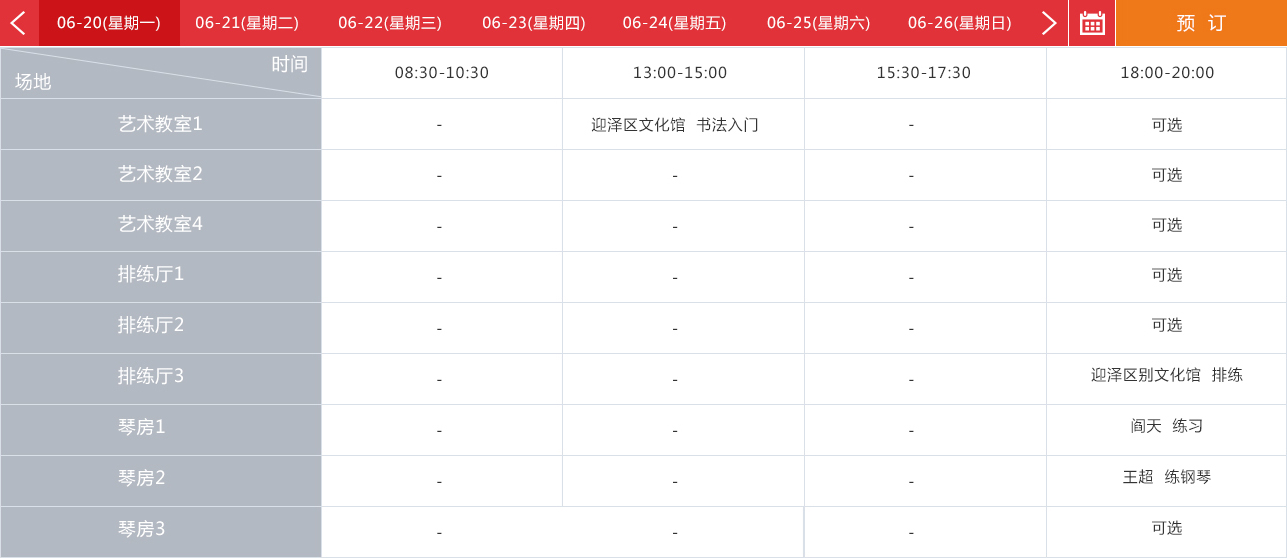 06-20(星期一) 06-21(星期二) 06-22(星期三) 06-23(星期四) 06-24(星期五) 06-25(星期六) 06-26(星期日) 预 订
时间 场地 08:30-10:30 13:00-15:00 15:30-17:30 18:00-20:00
艺术教室1 - 迎泽区文化馆 书法入门 - 可选
艺术教室2 - - - 可选
艺术教室4 - - - 可选
排练厅1 - - - 可选
排练厅2 - - - 可选
排练厅3 - - - 迎泽区别文化馆 排练
琴房1 - - - 阎天 练习
琴房2 - - - 王超 练钢琴
琴房3 - - - 可选